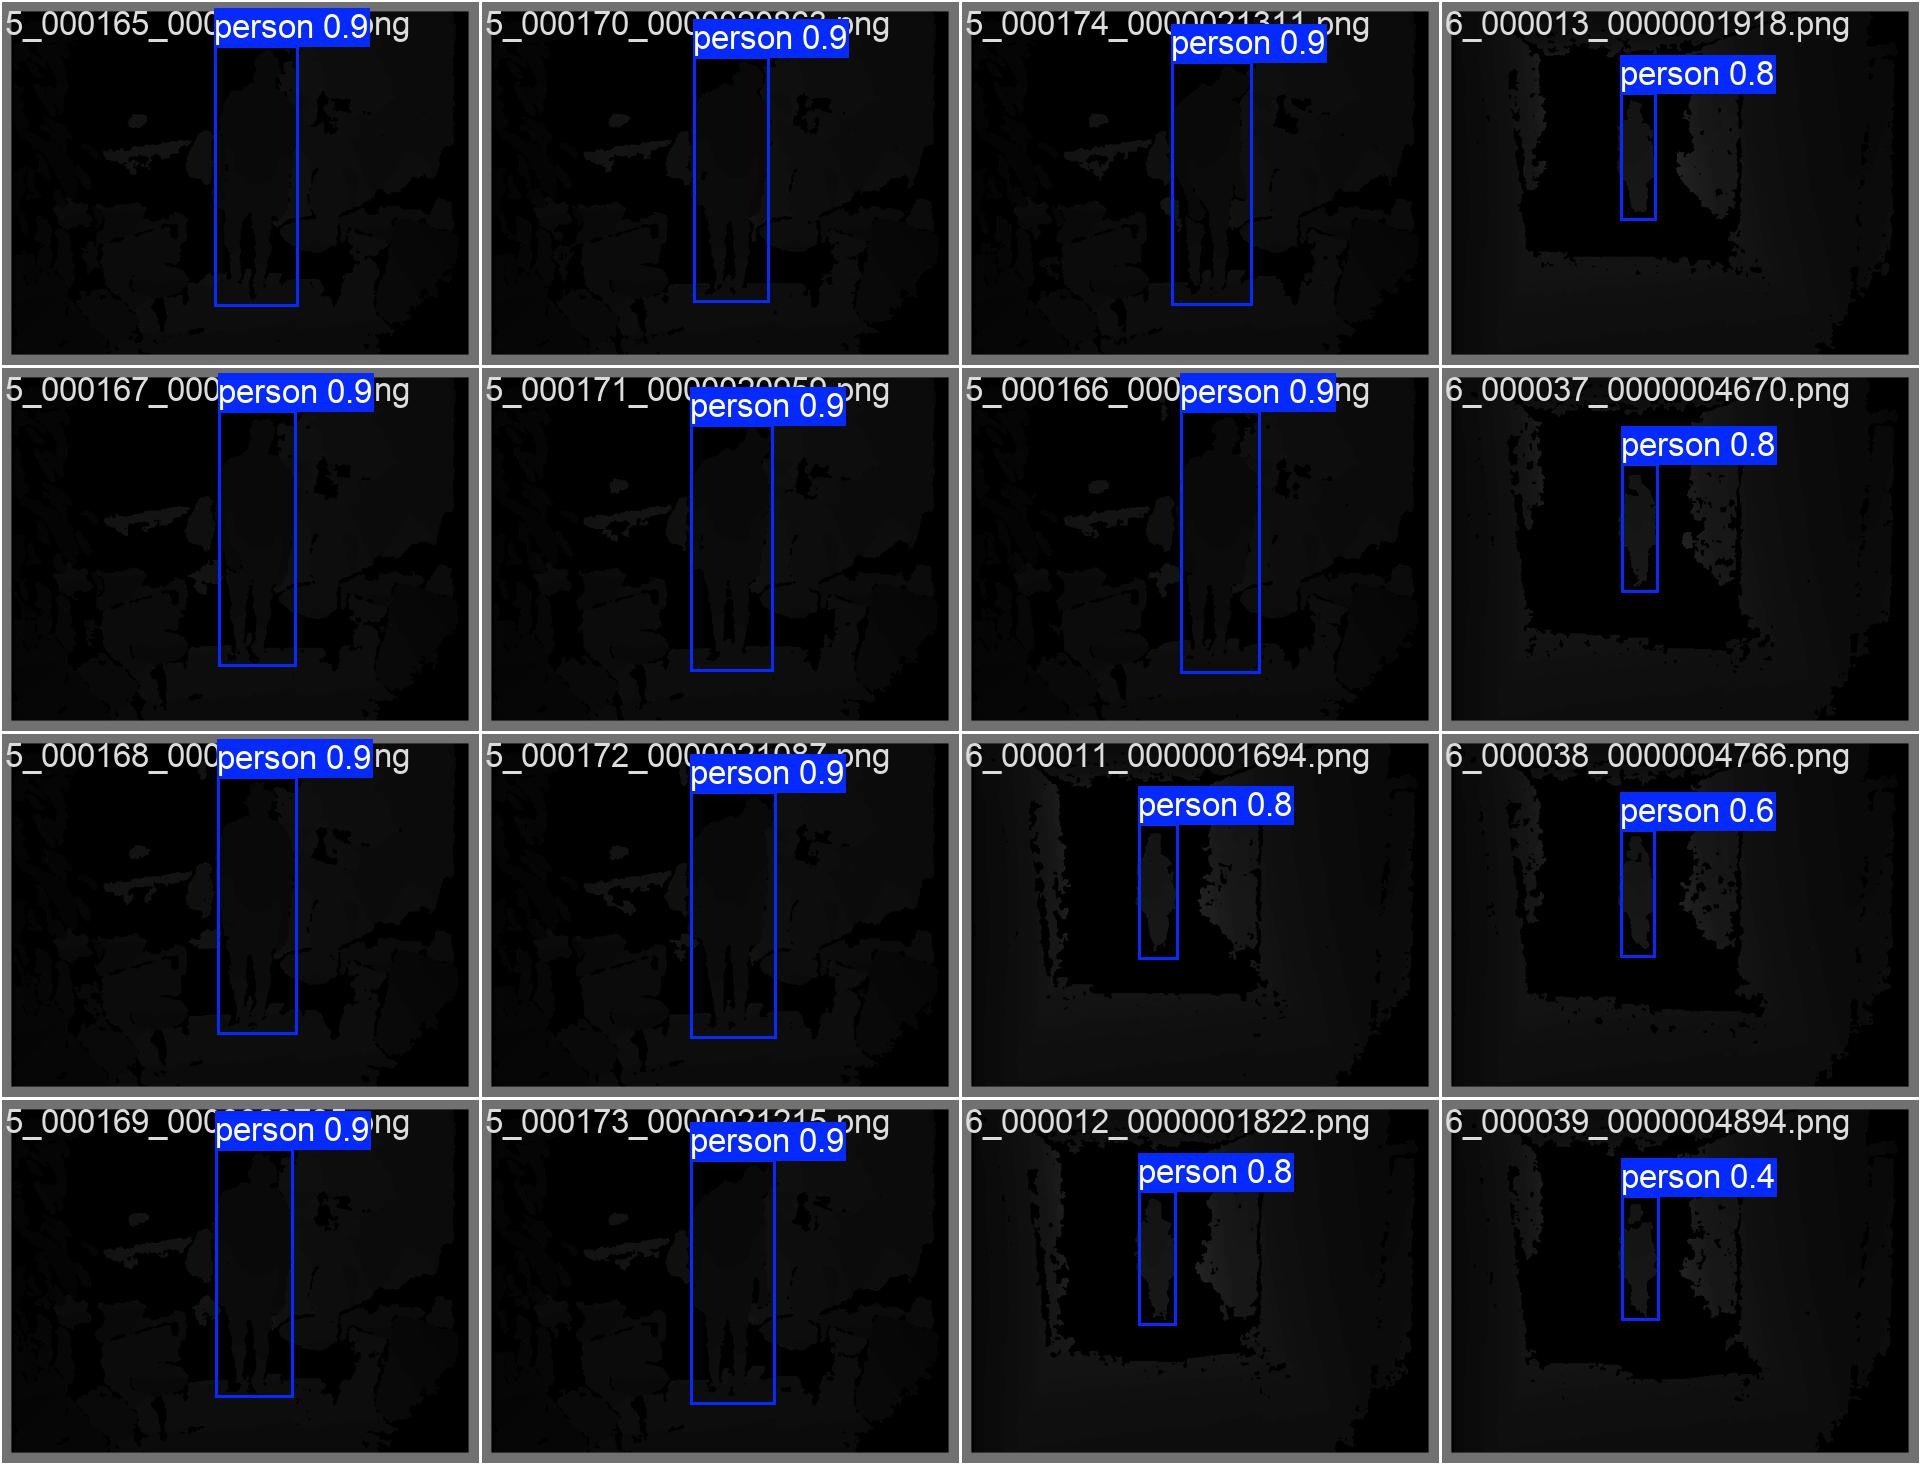 5_000165_000 person 0.9 ng
5_000170_000 person 0.9 .png
5_000174_000 person 0.9 .png
6_000013_0000001918.png
person 0.8
5_000167_000 person 0.9 ng
5_000171_000 person 0.9 .png
5_000166_000 person 0.9 ng
6_000037_0000004670.png
person 0.8
5_000168_000 person 0.9 ng
5_000172_000 person 0.9 .png
6_000011_0000001694.png
person 0.8
6_000038_0000004766.png
person 0.6
5_000169_000 person 0.9 ng
5_000173_000 person 0.9 .png
6_000012_0000001822.png
person 0.8
6_000039_0000004894.png
person 0.4